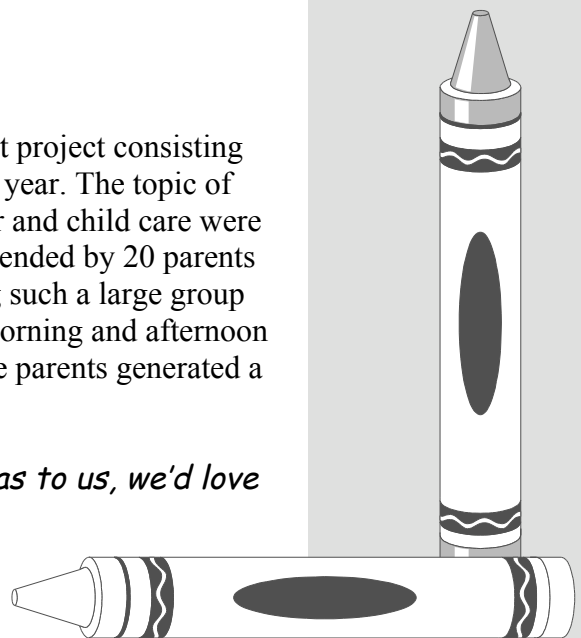 t project consisting
year. The topic of
r and child care were
ended by 20 parents
g such a large group
orning and afternoon
e parents generated a
as to us, we'd love